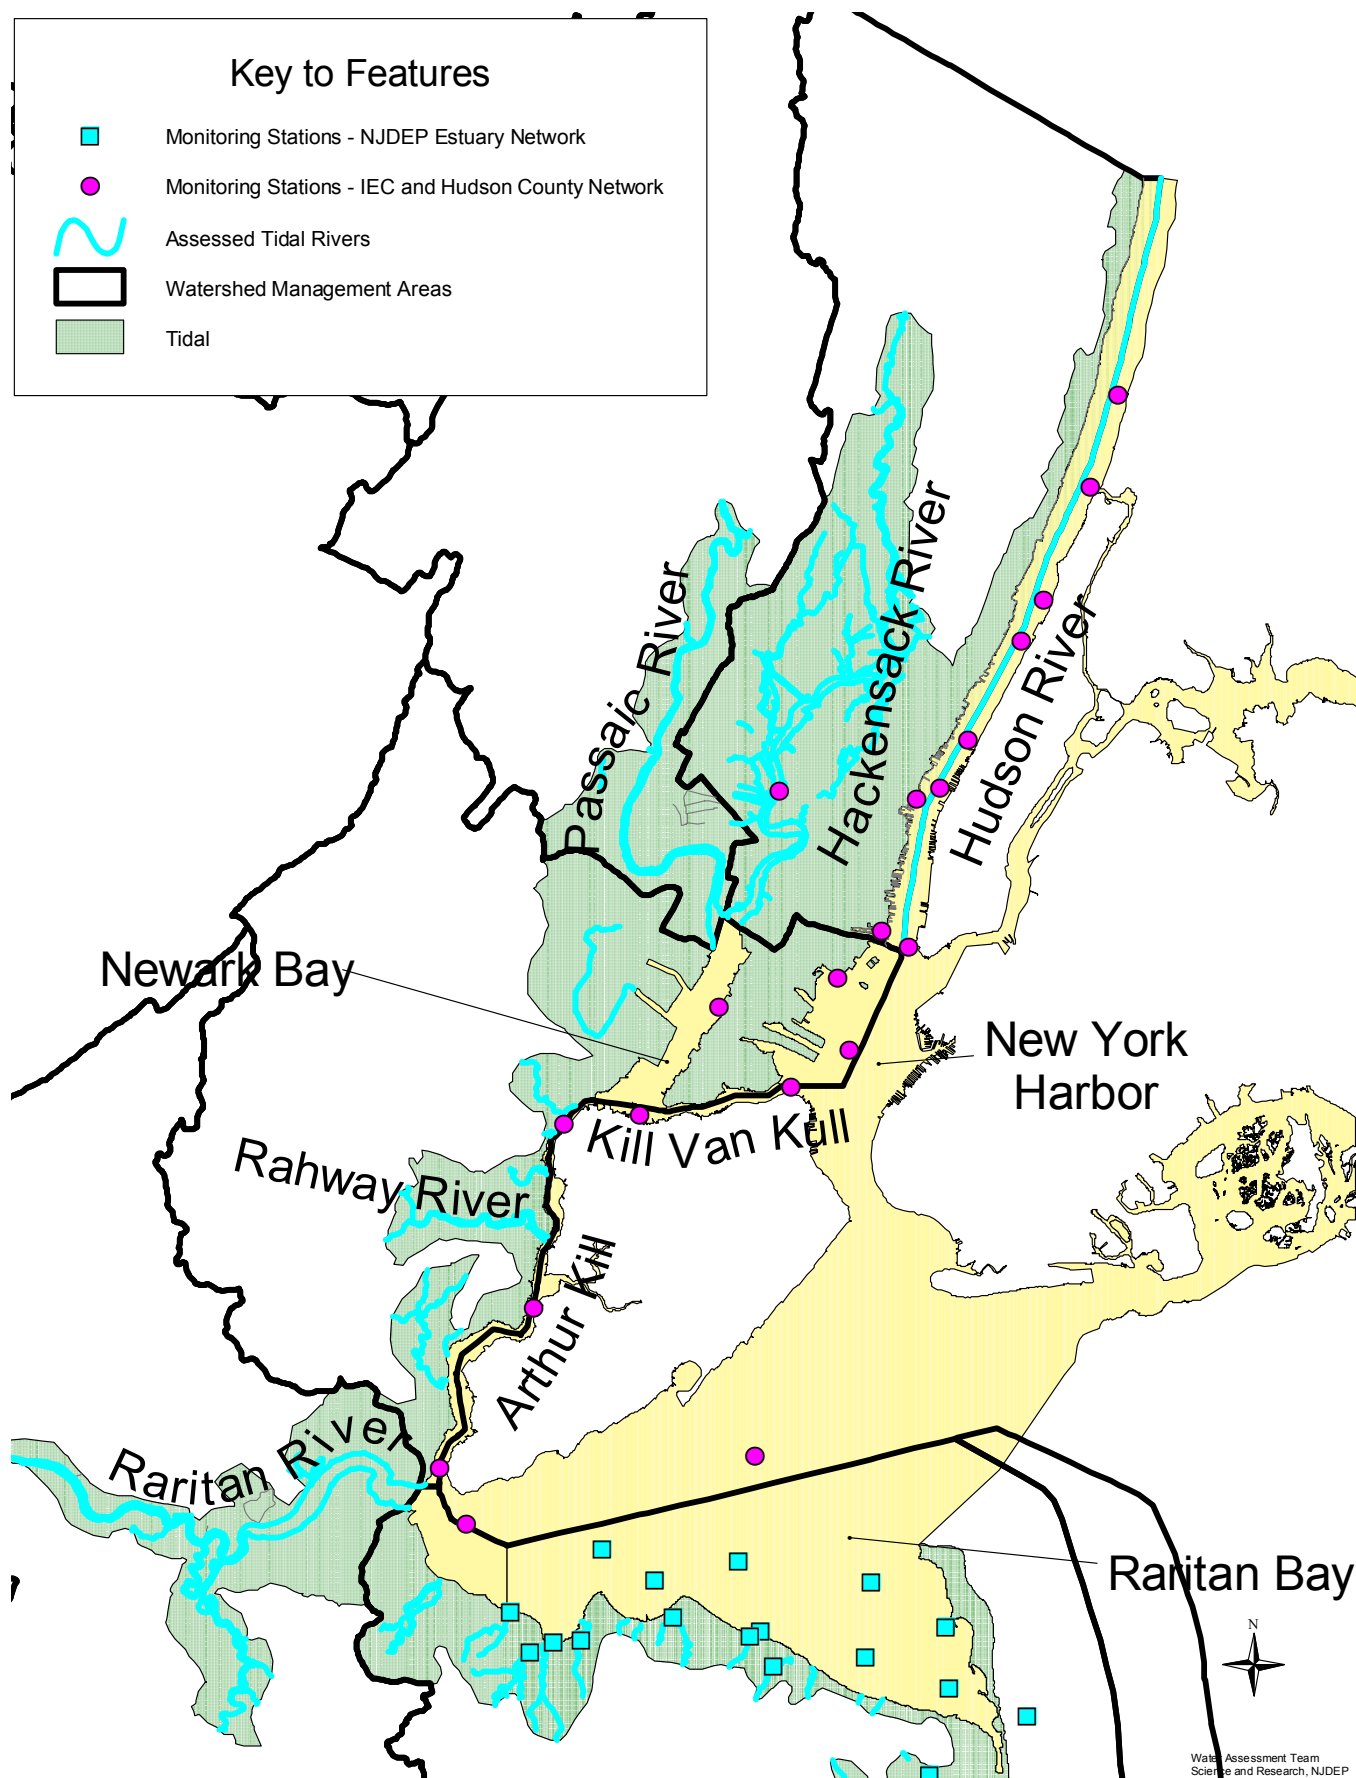 Key to Features
Monitoring Stations - NJDEP Estuary Network
Monitoring Stations - IEC and Hudson County Network
Assessed Tidal Rivers
Watershed Management Areas
Tidal
Passaic River
Hackensack River
Hudson River
Newark Bay
New York
Harbor
Kill Van Kull
Rahway River
Arthur Kill
Raritan River
Raritan Bay
N
Water Assessment Team
Science and Research, NJDEP